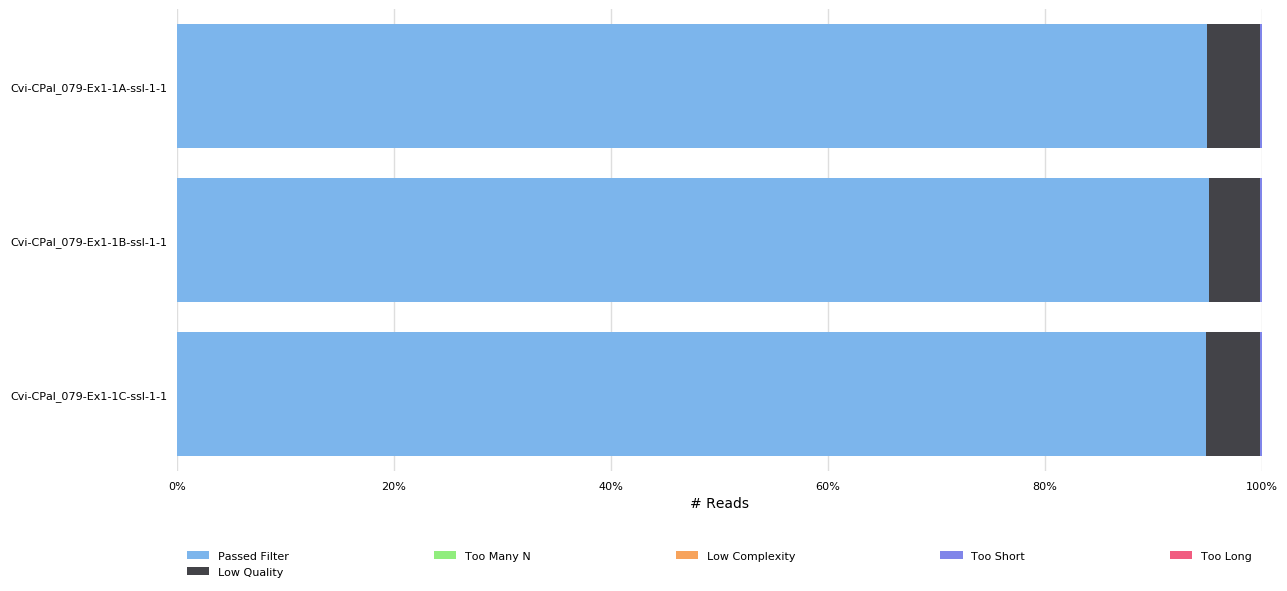 Cvi-CPal_079-Ex1-1A-ssl-1-1
Cvi-CPal_079-Ex1-1B-ssl-1-1
Cvi-CPal_079-Ex1-1C-ssl-1-1
0% 20% 40% 60% 80% 100%
# Reads
Passed Filter Too Many N Low Complexity Too Short Too Long
Low Quality